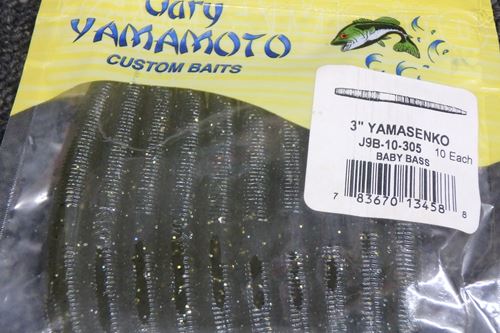 Gary
YAMAMOTO
CUSTOM BAITS
3" YAMASENKO
J9B-10-305 10 Each
BABY BASS
7 83670 13458 8